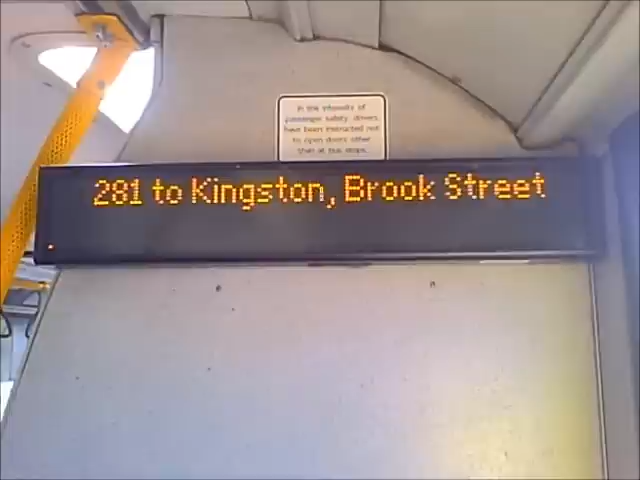 In the interests of
passenger safety, drivers
have been instructed not
to open doors other
than at bus stops.
281 to Kingston, Brook Street